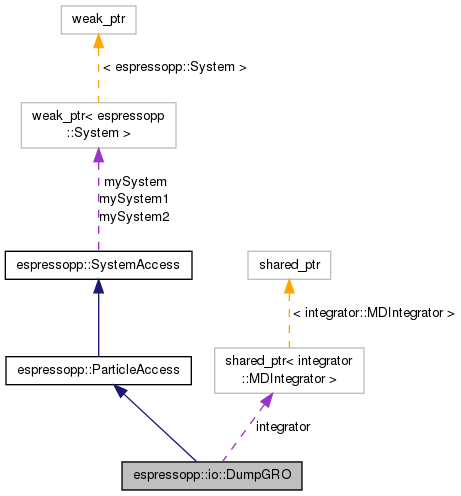 weak_ptr
< espressopp::System >
weak_ptr< espressopp
::System >
mySystem
mySystem1
mySystem2
espressopp::SystemAccess
shared_ptr
< integrator::MDIntegrator >
espressopp::ParticleAccess
shared_ptr< integrator
::MDIntegrator >
integrator
espressopp::io::DumpGRO